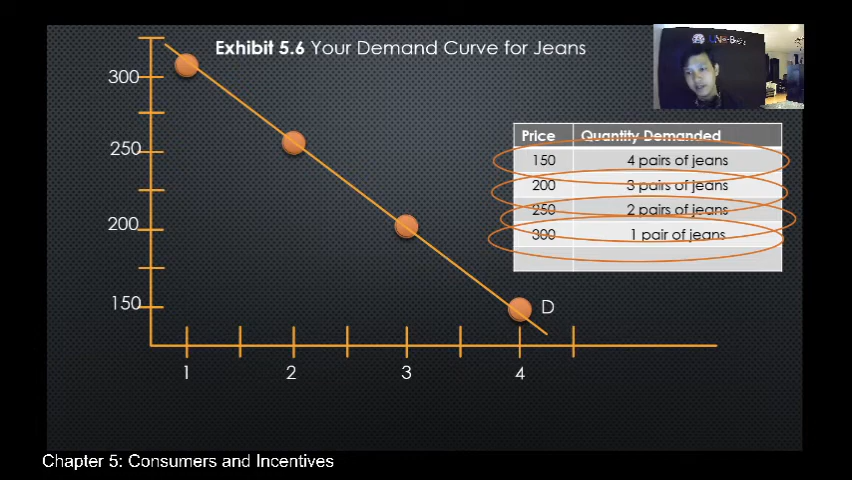 Exhibit 5.6 Your Demand Curve for Jeans
300
250
200
150
D
1 2 3 4
Price Quantity Demanded
150 4 pairs of jeans
200 3 pairs of jeans
250 2 pairs of jeans
300 1 pair of jeans
Chapter 5: Consumers and Incentives